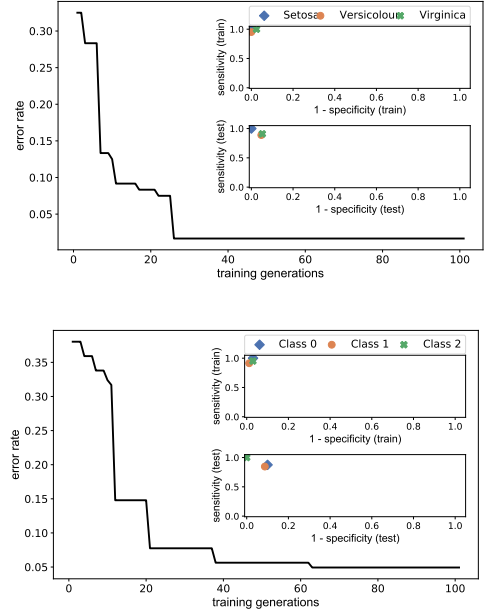 Setosa Versicolour Virginica
0.30
0.25
0.20
0.15
0.10
0.05
error rate
0 20 40 60 80 100
training generations
1.0
0.5
0.0
sensitivity (train)
0.0 0.2 0.4 0.6 0.8 1.0
1 - specificity (train)
1.0
0.5
0.0
sensitivity (test)
0.0 0.2 0.4 0.6 0.8 1.0
1 - specificity (test)
Class 0 Class 1 Class 2
0.35
0.30
0.25
0.20
0.15
0.10
0.05
error rate
0 20 40 60 80 100
training generations
1.0
0.5
0.0
sensitivity (train)
0.0 0.2 0.4 0.6 0.8 1.0
1 - specificity (train)
1.0
0.5
0.0
sensitivity (test)
0.0 0.2 0.4 0.6 0.8 1.0
1 - specificity (test)